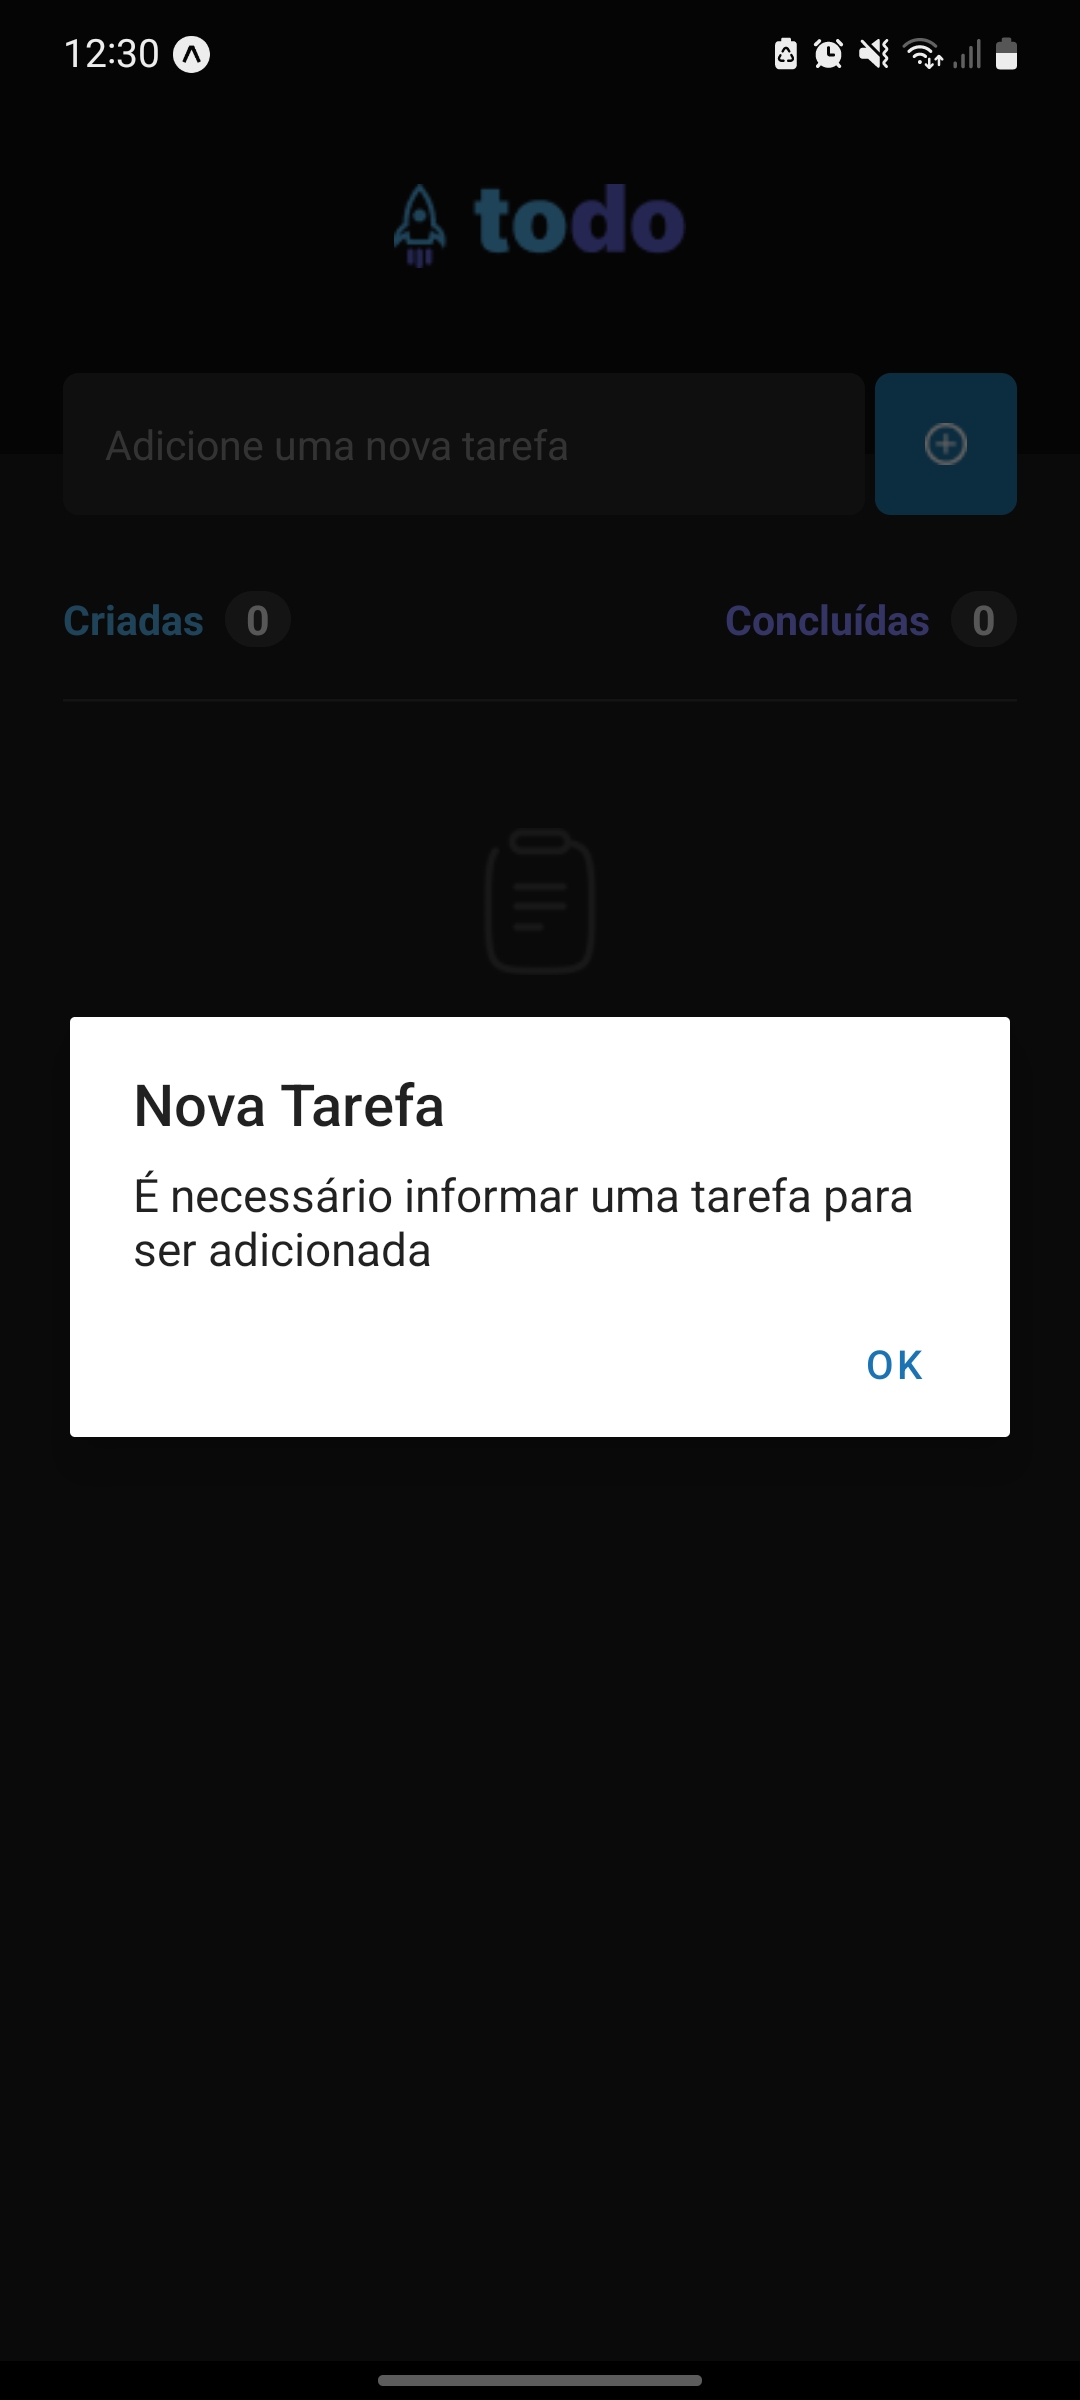 12:30
todo
Adicione uma nova tarefa
Criadas 0 Concluídas 0
Nova Tarefa
É necessário informar uma tarefa para
ser adicionada
OK